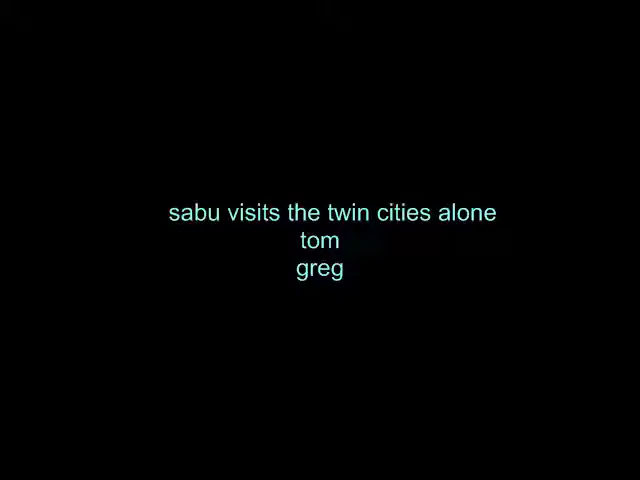 sabu visits the twin cities alone
tom
greg